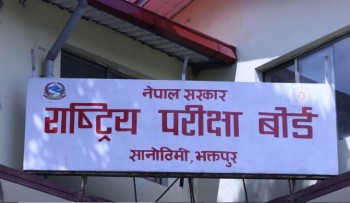 नेपाल सरकार
राष्ट्रिय परीक्षा बोर्ड
सानोठिमी, भक्तपुर